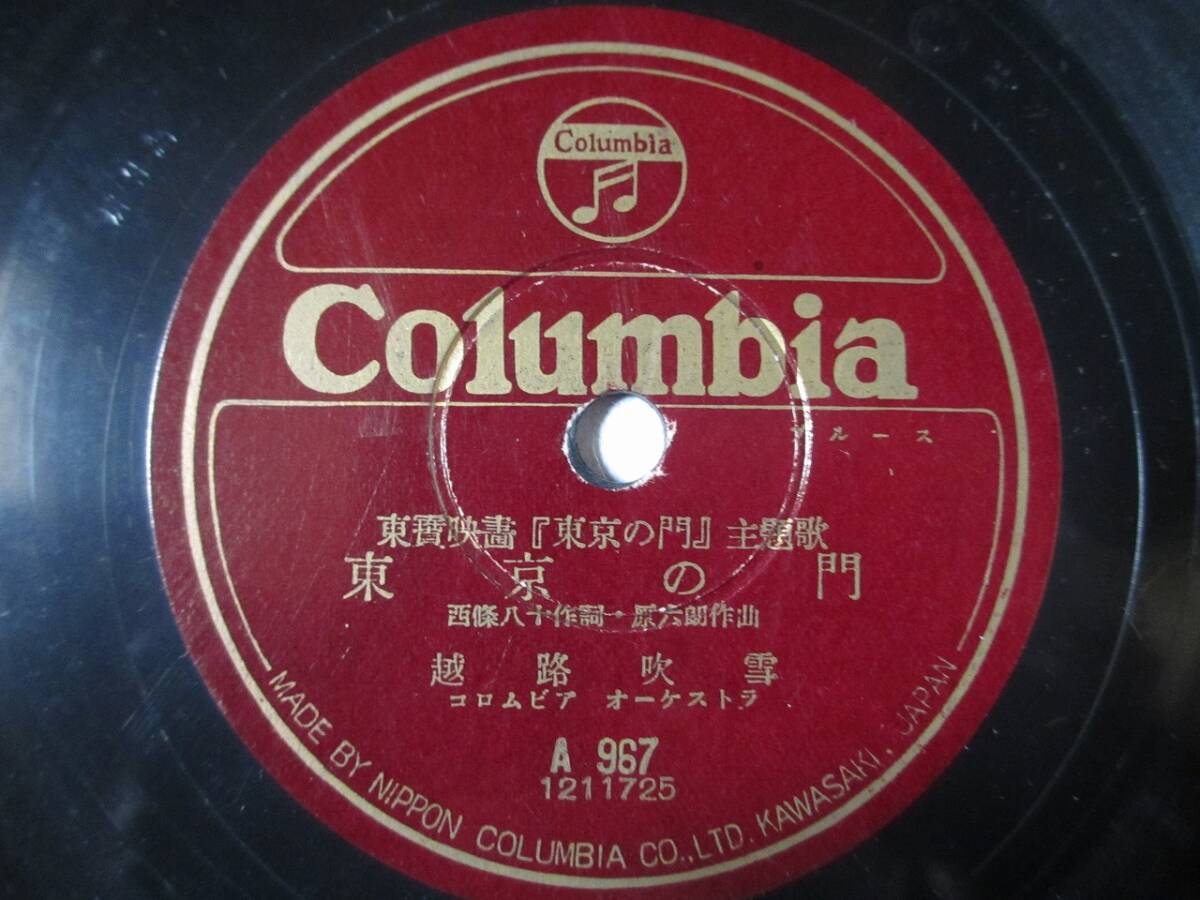 Columbia
Columbia
ブルース
東寶映畵『東京の門』主題歌
東京の門
西條八十作詞・原六朗作曲
越路吹雪
コロムビア オーケストラ
A 967
1211725
MADE BY NIPPON COLUMBIA CO., LTD. KAWASAKI, JAPAN